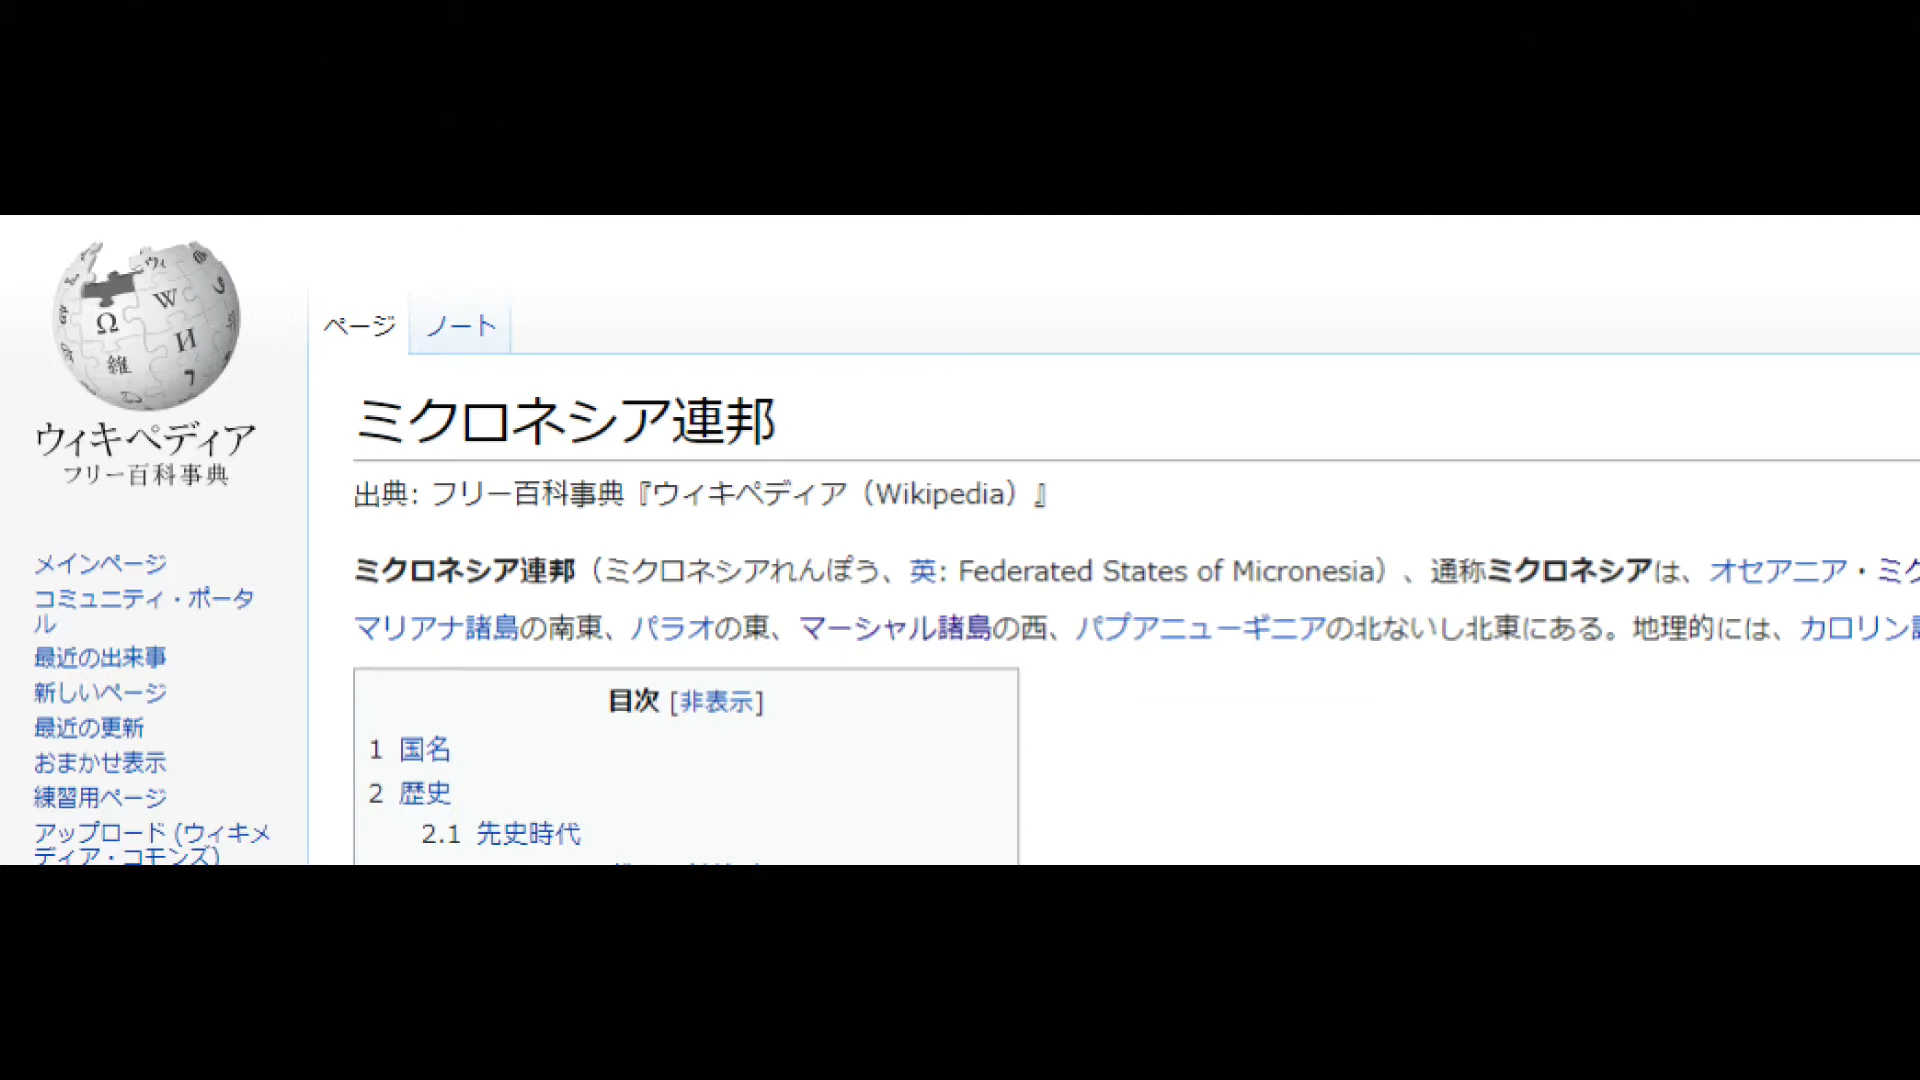 ウィキペディア
フリー百科事典
ページ
ノート
ミクロネシア連邦
出典: フリー百科事典『ウィキペディア（Wikipedia）』
ミクロネシア連邦（ミクロネシアれんぽう、英: Federated States of Micronesia）、通称ミクロネシアは、オセアニア・ミク
マリアナ諸島の南東、パラオの東、マーシャル諸島の西、パプアニューギニアの北ないし北東にある。地理的には、カロリン
目次 [非表示]
1 国名
2 歴史
2.1 先史時代
メインページ
コミュニティ・ポータ
ル
最近の出来事
新しいページ
最近の更新
おまかせ表示
練習用ページ
アップロード (ウィキメ
ディア・コモンズ)